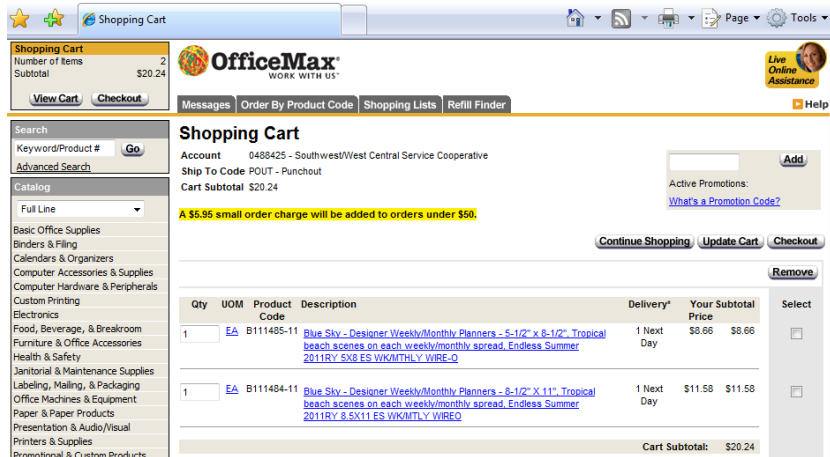 Shopping Cart
Page
Tools
Shopping Cart
Number of Items 2
Subtotal $20.24
View Cart Checkout
OfficeMax
WORK WITH US
Live
Online
Assistance
Messages Order By Product Code Shopping Lists Refill Finder
Help
Search
Keyword/Product # Go
Advanced Search
Catalog
Full Line
Basic Office Supplies
Binders & Filing
Calendars & Organizers
Computer Accessories & Supplies
Computer Hardware & Peripherals
Custom Printing
Electronics
Food, Beverage, & Breakroom
Furniture & Office Accessories
Health & Safety
Janitorial & Maintenance Supplies
Labeling, Mailing, & Packaging
Office Machines & Equipment
Paper & Paper Products
Presentation & Audio/Visual
Printers & Supplies
Promotional & Custom Products
Shopping Cart
Account 0488425 - Southwest/West Central Service Cooperative
Ship To Code POUT - Punchout
Cart Subtotal $20.24
Add
Active Promotions:
What's a Promotion Code?
A $5.95 small order charge will be added to orders under $50.
Continue Shopping Update Cart Checkout
Remove
Qty UOM Product Description Delivery* Your Subtotal Select
Code Price
1 EA B111485-11 Blue Sky - Designer Weekly/Monthly Planners - 5-1/2" x 8-1/2", Tropical 1 Next $8.66 $8.66
beach scenes on each weekly/monthly spread, Endless Summer Day
2011RY 5X8 ES WK/MTHLY WIRE-O
1 EA B111484-11 Blue Sky - Designer Weekly/Monthly Planners - 8-1/2" X 11", Tropical 1 Next $11.58 $11.58
beach scenes on each weekly/monthly spread, Endless Summer Day
2011RY 8.5X11 ES WK/MTLY WIREO
Cart Subtotal: $20.24